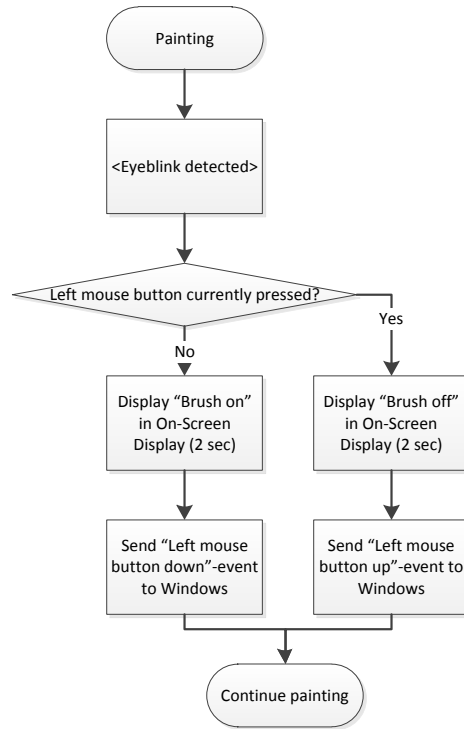 Painting
<Eyeblink detected>
Left mouse button currently pressed?
Yes
No
Display “Brush on”
in On-Screen
Display (2 sec)
Display “Brush off”
in On-Screen
Display (2 sec)
Send “Left mouse
button down”-event
to Windows
Send “Left mouse
button up”-event to
Windows
Continue painting